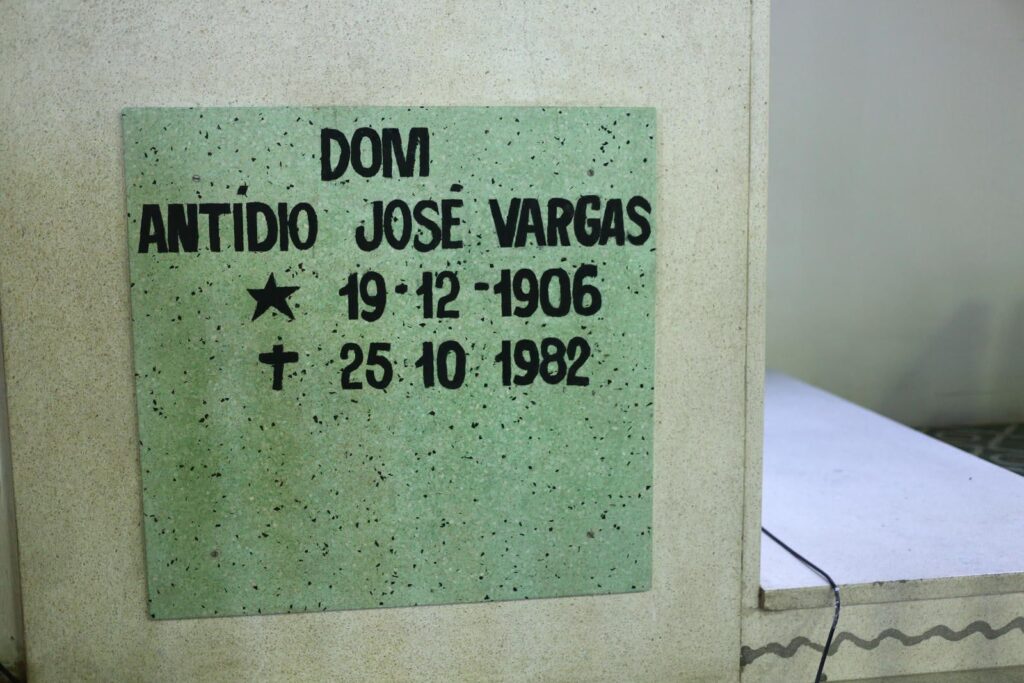 DOM
ANTÍDIO JOSÉ VARGAS
★ 19-12-1906
✝ 25 10 1982